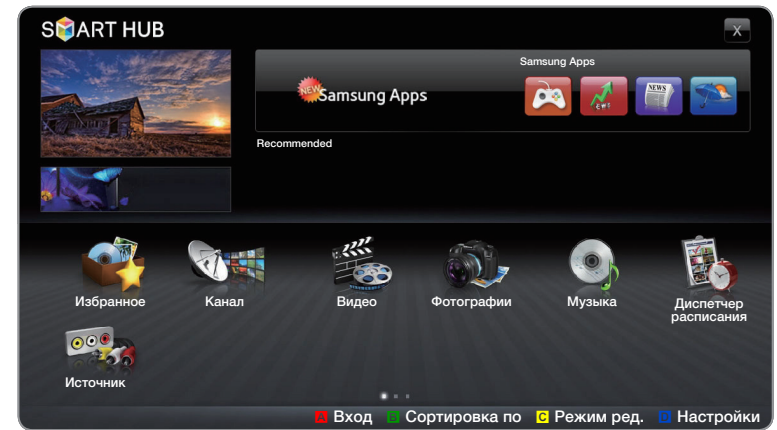 SMART HUB
X
Samsung Apps
NEW
Samsung Apps
NEWS
Recommended
Избранное
Канал
Видео
Фотографии
Музыка
Диспетчер
расписания
Источник
A Вход
B Сортировка по
C Режим ред.
D Настройки